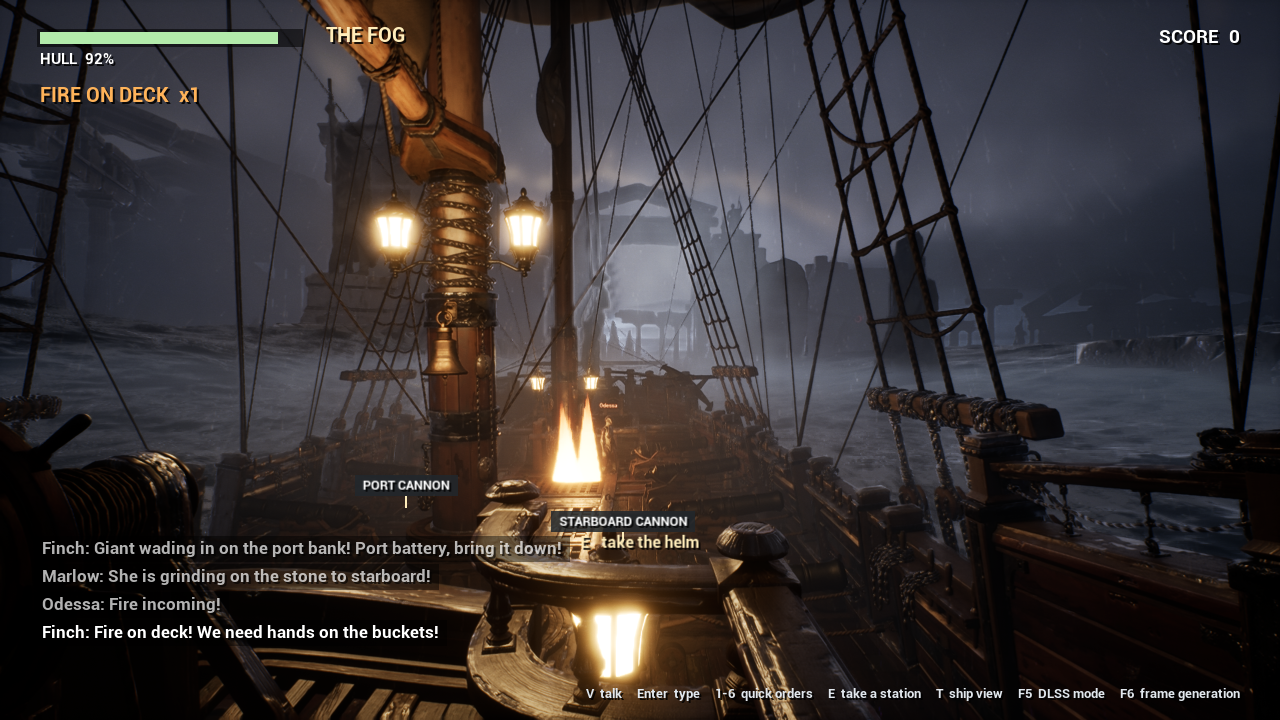 THE FOG
SCORE 0
HULL 92%
FIRE ON DECK x1
Odessa
PORT CANNON
STARBOARD CANNON
E take the helm
Finch: Giant wading in on the port bank! Port battery, bring it down!
Marlow: She is grinding on the stone to starboard!
Odessa: Fire incoming!
Finch: Fire on deck! We need hands on the buckets!
V talk Enter type 1-6 quick orders E take a station T ship view F5 DLSS mode F6 frame generation